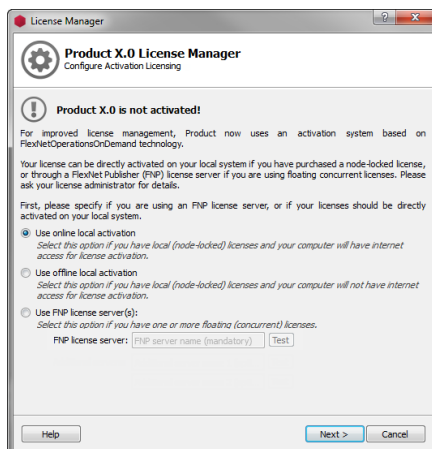 License Manager
Product X.0 License Manager
Configure Activation Licensing
Product X.0 is not activated!
For improved license management, Product now uses an activation system based on
FlexNetOperationsOnDemand technology.
Your license can be directly activated on your local system if you have purchased a node-locked license,
or through a FlexNet Publisher (FNP) license server if you are using floating concurrent licenses. Please
ask your license administrator for details.
First, please specify if you are using an FNP license server, or if your licenses should be directly
activated on your local system.
Use online local activation
Select this option if you have local (node-locked) licenses and your computer will have internet
access for license activation.
Use offline local activation
Select this option if you have local (node-locked) licenses and your computer will not have internet
access for license activation.
Use FNP license server(s):
Select this option if you have one or more floating (concurrent) licenses.
FNP license server: FNP server name (mandatory) Test
Help Next > Cancel